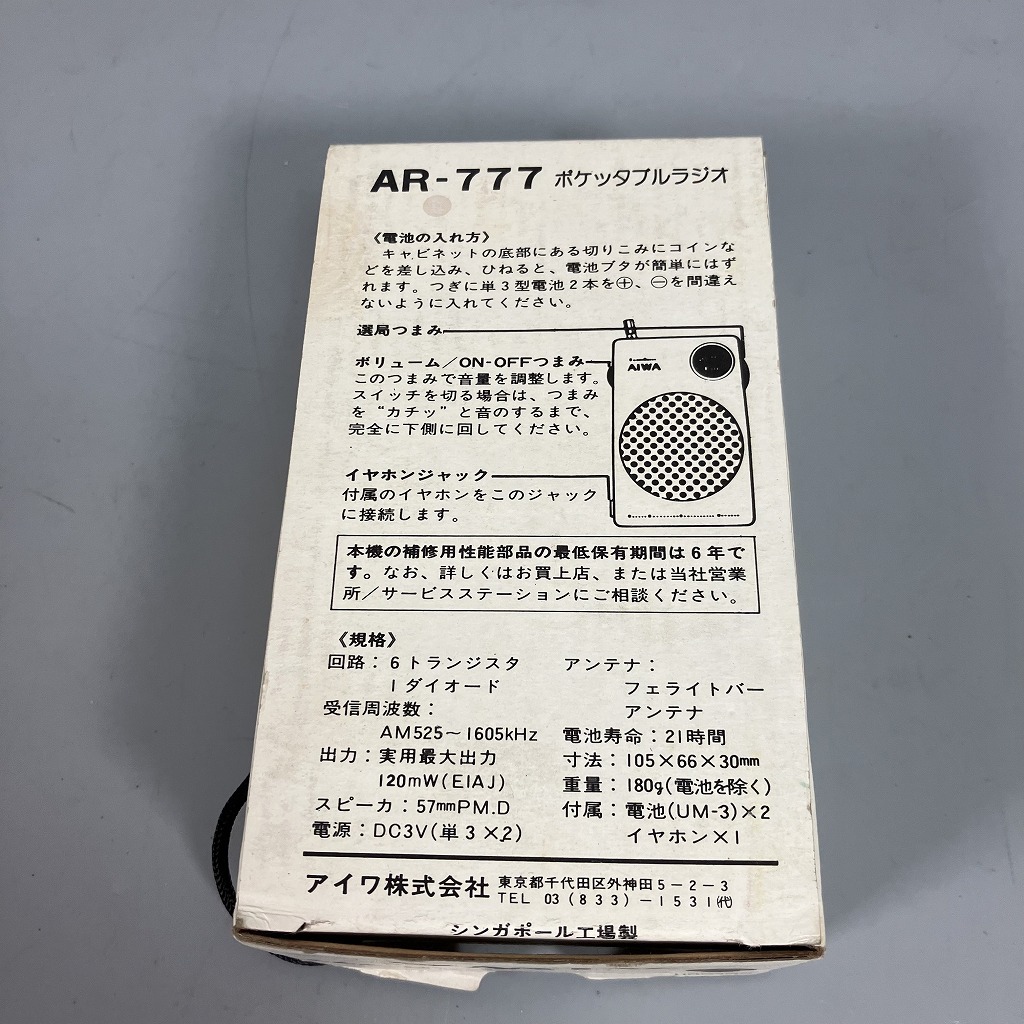 AR-777 ポケッタブルラジオ
《電池の入れ方》
キャビネットの底部にある切りこみにコインな
どを差し込み、ひねると、電池ブタが簡単にはず
れます。つぎに単3型電池2本を⊕、⊖を間違え
ないように入れてください。
選局つまみ
ボリューム／ON-OFFつまみ
このつまみで音量を調整します。
スイッチを切る場合は、つまみ
を“カチッ”と音のするまで、
完全に下側に回してください。
AIWA
イヤホンジャック
付属のイヤホンをこのジャック
に接続します。
本機の補修用性能部品の最低保有期間は6年で
す。なお、詳しくはお買上店、または当社営業
所／サービスステーションにご相談ください。
《規格》
回路：6トランジスタ
1ダイオード
受信周波数：
AM525〜1605kHz
出力：実用最大出力
120mW(EIAJ)
スピーカ：57mmP.M.D
電源：DC3V(単3×2)
アンテナ：
フェライトバー
アンテナ
電池寿命：21時間
寸法：105×66×30mm
重量：180g(電池を除く)
付属：電池(UM-3)×2
イヤホン×1
アイワ株式会社 東京都千代田区外神田5-2-3
TEL 03(833)-1531㈹
シンガポール工場製